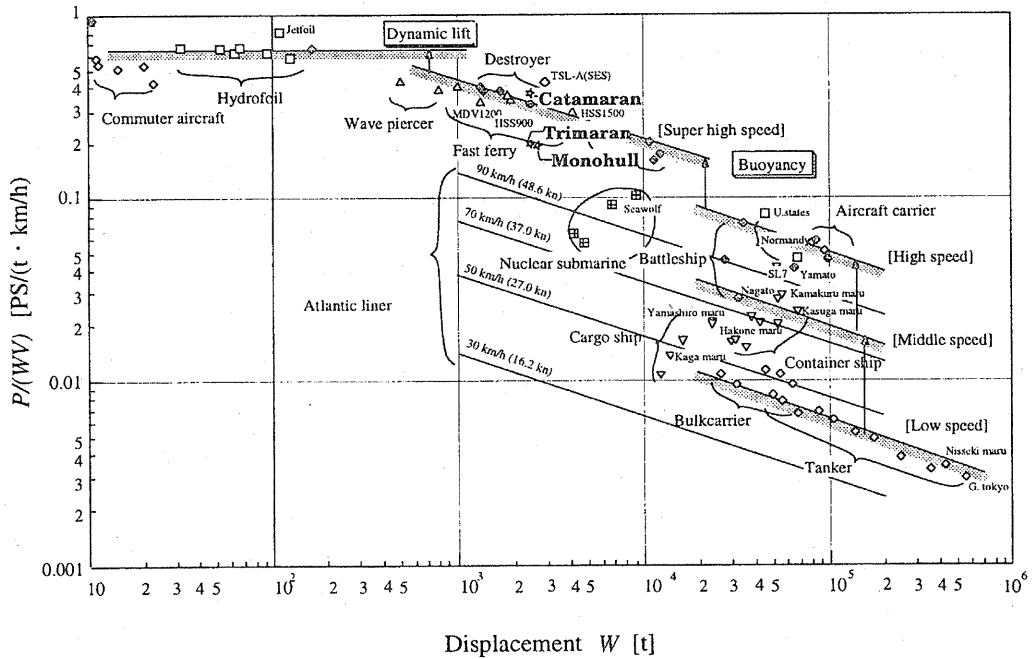 1
5
4
3
2
0.1
5
4
3
2
0.01
5
4
3
2
0.001
P/(WV) [PS/(t · km/h)]
Jetfoil
Dynamic lift
Destroyer
TSL-A(SES)
Catamaran
Commuter aircraft
Hydrofoil
Wave piercer
MDV1200
HSS900
HSS1500
Trimaran
[Super high speed]
Fast ferry
Monohull
Buoyancy
90 km/h (48.6 kn)
Seawolf
U.states
Aircraft carrier
70 km/h (37.0 kn)
Normandy
Nuclear submarine
Battleship
[High speed]
SL7
Yamato
50 km/h (27.0 kn)
Nagato
Kamakuru maru
Atlantic liner
Yamashiro maru
Kasuga maru
Cargo ship
Hakone maru
[Middle speed]
Kaga maru
30 km/h (16.2 kn)
Container ship
Bulkcarrier
[Low speed]
Nisseki maru
Tanker
G. tokyo
10 2 3 4 5 10² 2 3 4 5 10³ 2 3 4 5 10⁴ 2 3 4 5 10⁵ 2 3 4 5 10⁶
Displacement W [t]